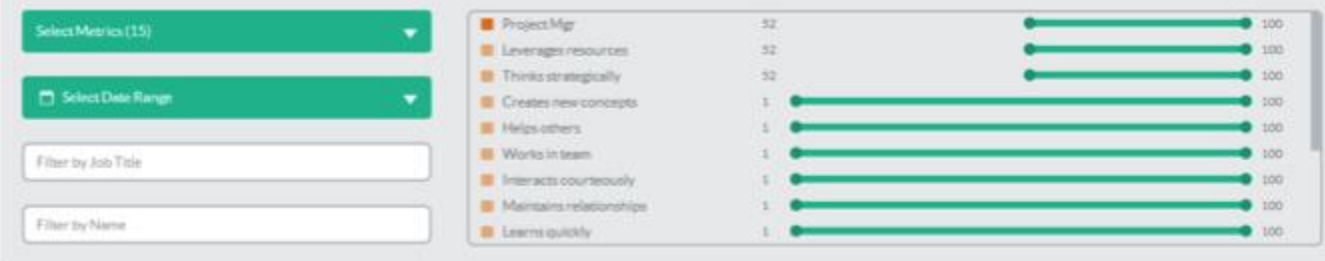 Select Metrics (15)
Select Date Range
Filter by Job Title
Filter by Name
Project Mgr 52 100
Leverages resources 52 100
Thinks strategically 52 100
Creates new concepts 1 100
Helps others 1 100
Works in team 1 100
Interacts courteously 1 100
Maintains relationships 1 100
Learns quickly 1 100